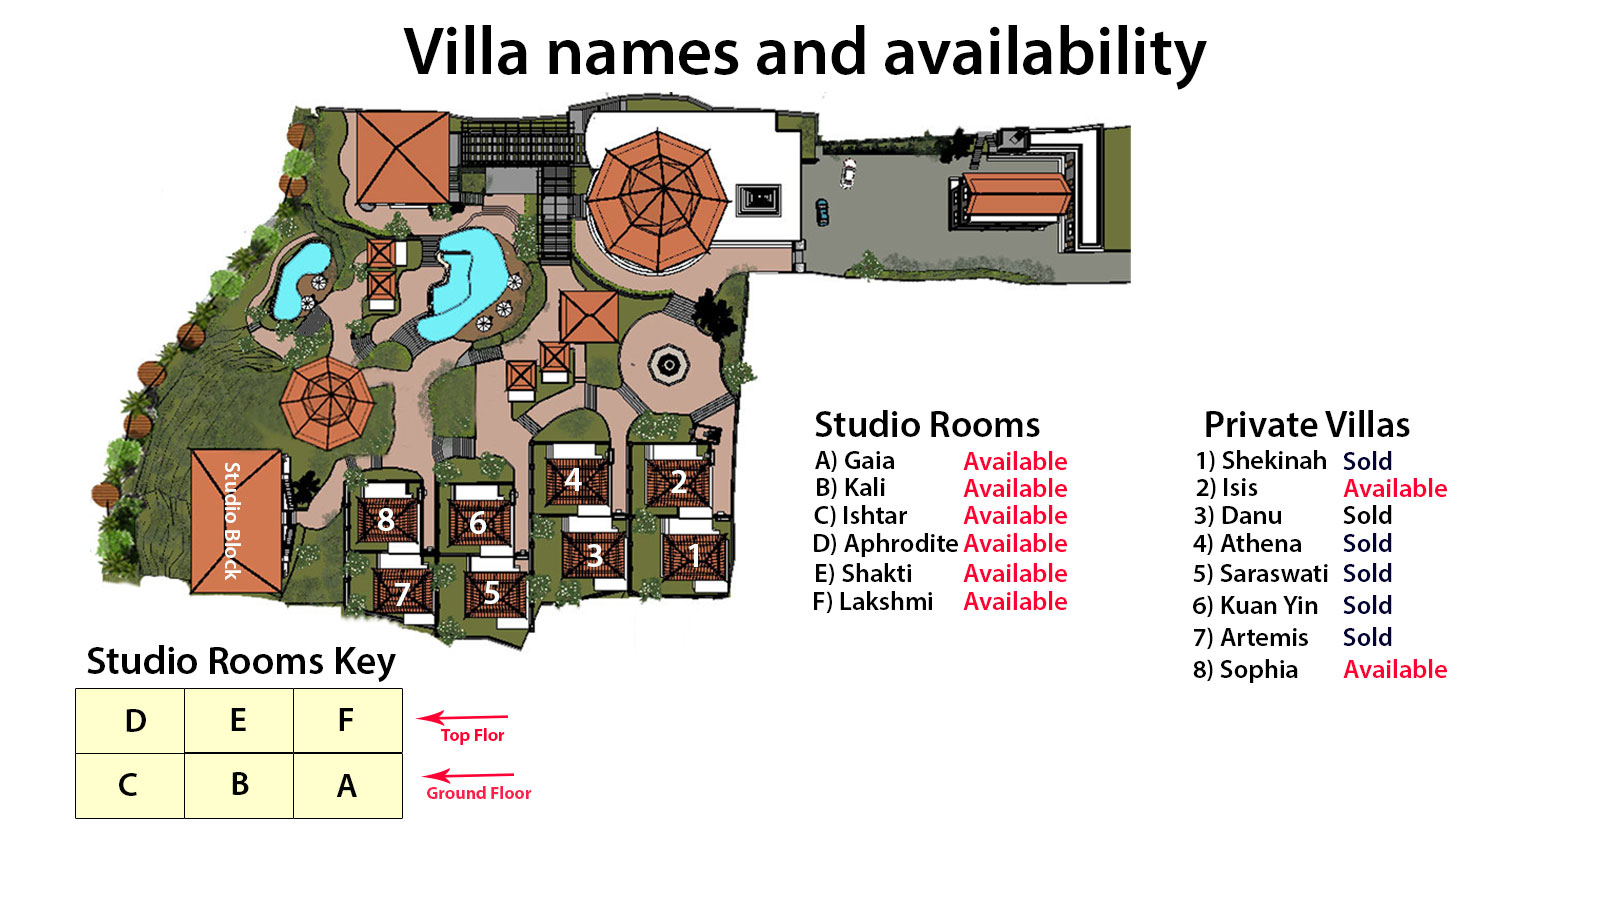 Villa names and availability
Studio Block
4
2
8
6
3
1
7
5
Studio Rooms
A) Gaia Available
B) Kali Available
C) Ishtar Available
D) Aphrodite Available
E) Shakti Available
F) Lakshmi Available
Private Villas
1) Shekinah Sold
2) Isis Available
3) Danu Sold
4) Athena Sold
5) Saraswati Sold
6) Kuan Yin Sold
7) Artemis Sold
8) Sophia Available
Studio Rooms Key
D E F
Top Flor
C B A
Ground Floor